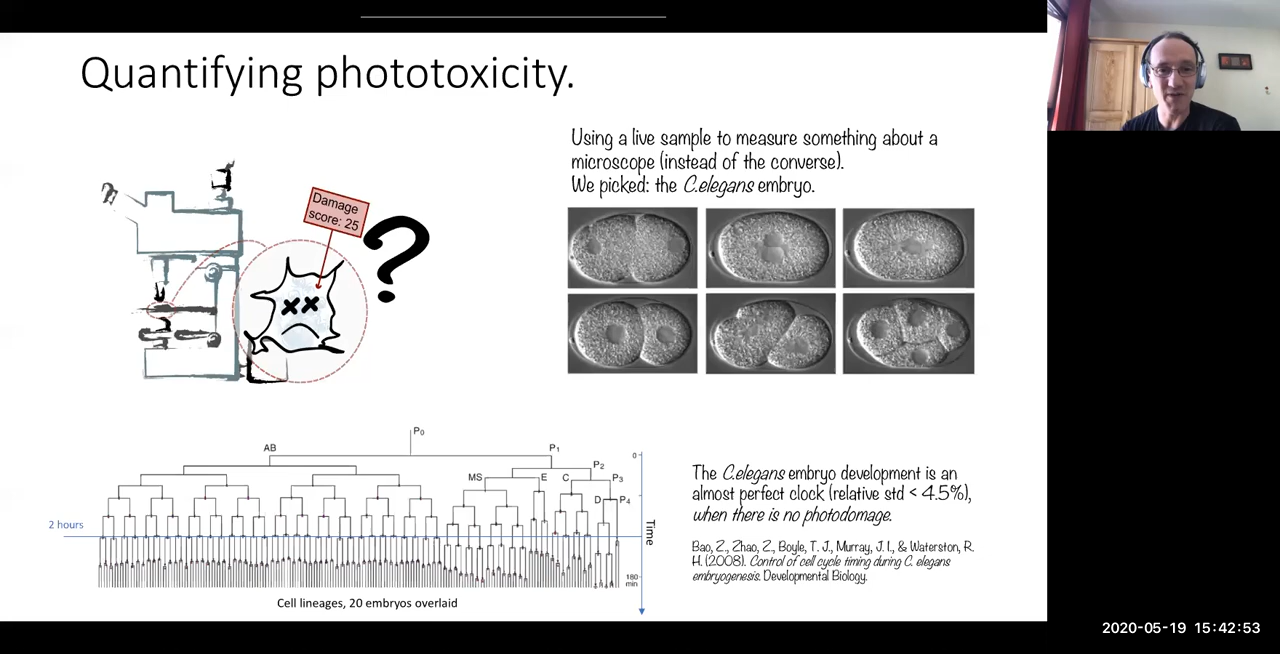 Quantifying phototoxicity.
Damage
score: 25
?
Using a live sample to measure something about a
microscope (instead of the converse).
We picked: the C.elegans embryo.
P0
AB
P1
P2
MS
E
C
P3
D
P4
0
2 hours
Time
180
min
Cell lineages, 20 embryos overlaid
The C.elegans embryo development is an
almost perfect clock (relative std < 4.5%),
when there is no photodomage.
Bao, Z., Zhao, Z., Boyle, T. J., Murray, J. I., & Waterston, R.
H. (2008). Control of cell cycle timing during C. elegans
embryogenesis. Developmental Biology.
2020-05-19 15:42:53